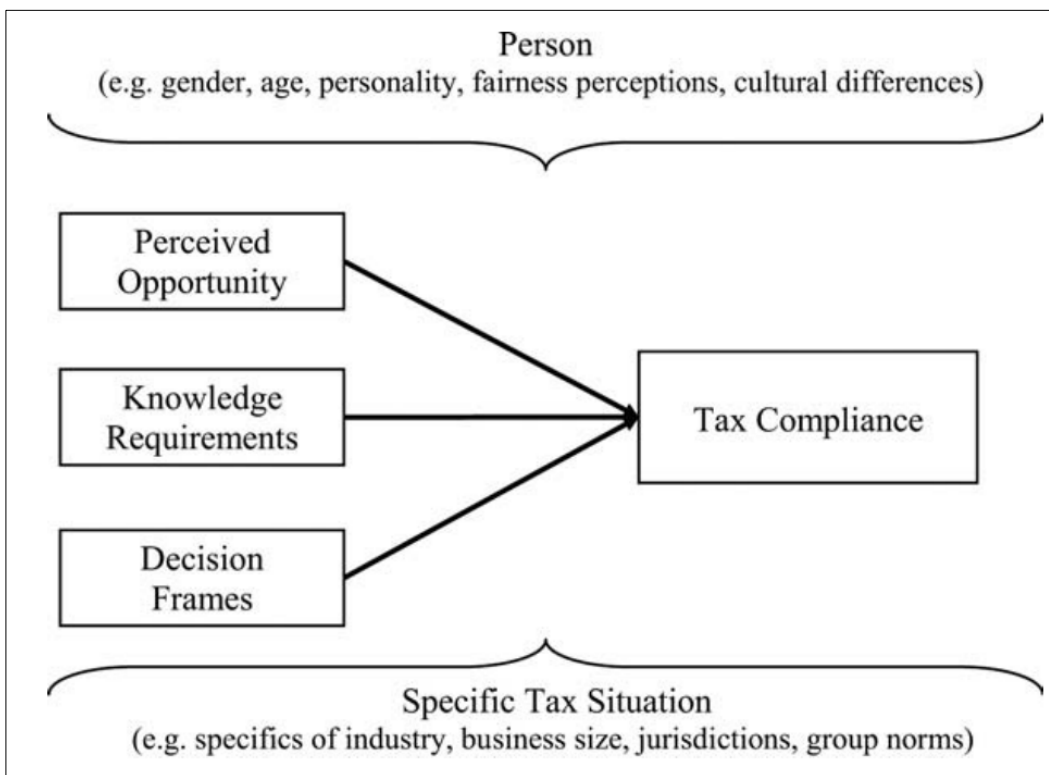 Person
(e.g. gender, age, personality, fairness perceptions, cultural differences)
Perceived
Opportunity
Knowledge
Requirements
Tax Compliance
Decision
Frames
Specific Tax Situation
(e.g. specifics of industry, business size, jurisdictions, group norms)